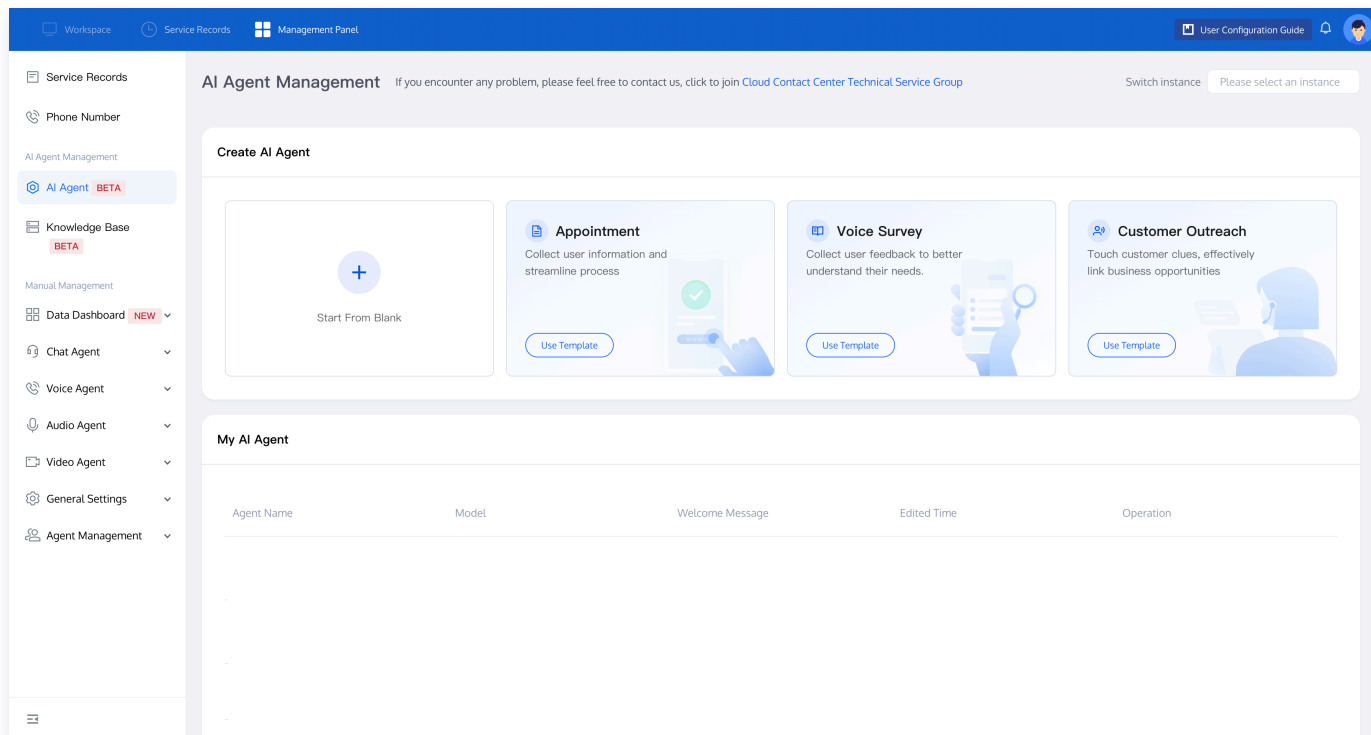 Workspace
Service Records
Management Panel
User Configuration Guide
Service Records
Phone Number
AI Agent Management
AI Agent BETA
Knowledge Base
BETA
Manual Management
Data Dashboard NEW
Chat Agent
Voice Agent
Audio Agent
Video Agent
General Settings
Agent Management
AI Agent Management
If you encounter any problem, please feel free to contact us, click to join Cloud Contact Center Technical Service Group
Switch instance
Please select an instance
Create AI Agent
Start From Blank
Appointment
Collect user information and
streamline process
Use Template
Voice Survey
Collect user feedback to better
understand their needs.
Use Template
Customer Outreach
Touch customer clues, effectively
link business opportunities
Use Template
My AI Agent
Agent Name
Model
Welcome Message
Edited Time
Operation